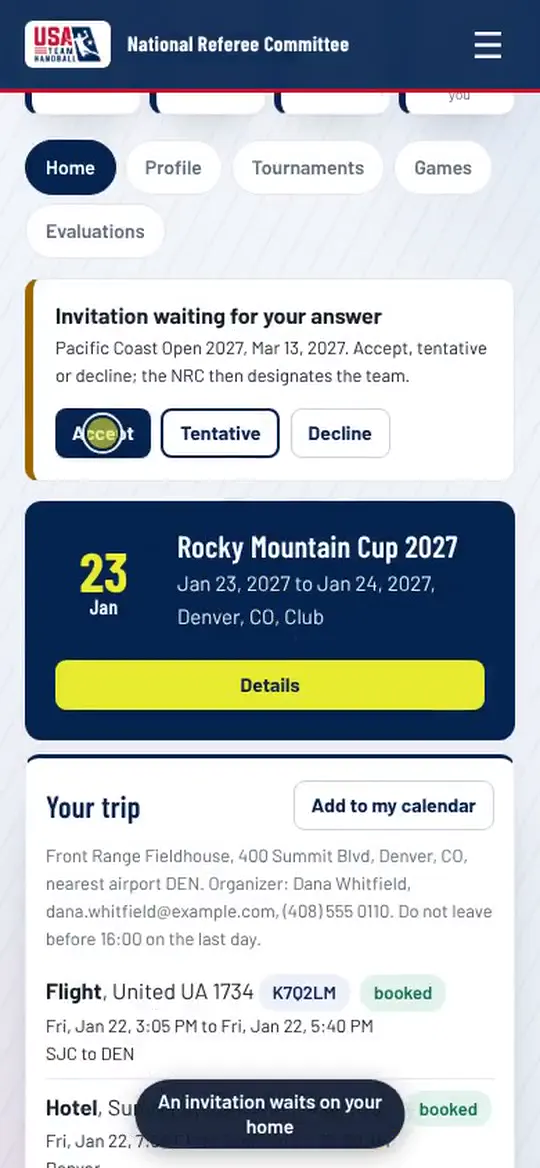 USA
TEAM
HANDBALL
National Referee Committee
you
Home
Profile
Tournaments
Games
Evaluations
Invitation waiting for your answer
Pacific Coast Open 2027, Mar 13, 2027. Accept, tentative
or decline; the NRC then designates the team.
Accept
Tentative
Decline
23
Jan
Rocky Mountain Cup 2027
Jan 23, 2027 to Jan 24, 2027,
Denver, CO, Club
Details
Your trip
Add to my calendar
Front Range Fieldhouse, 400 Summit Blvd, Denver, CO,
nearest airport DEN. Organizer: Dana Whitfield,
dana.whitfield@example.com, (408) 555 0110. Do not leave
before 16:00 on the last day.
Flight, United UA 1734 K7Q2LM booked
Fri, Jan 22, 3:05 PM to Fri, Jan 22, 5:40 PM
SJC to DEN
Hotel,
booked
An invitation waits on your
home
Fri, Jan 22,
Denver